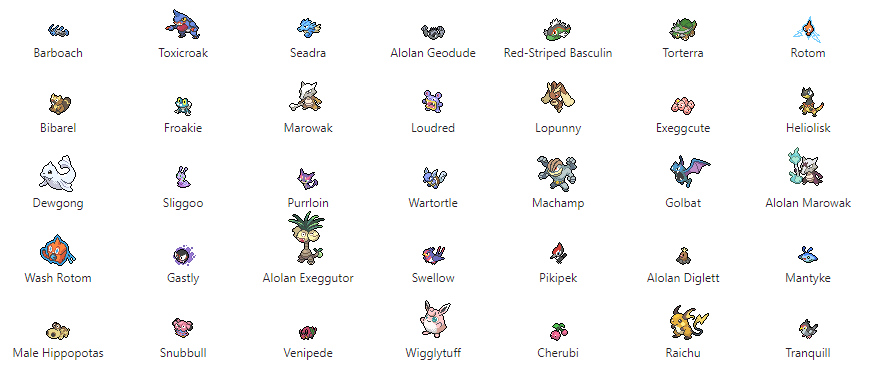 Barboach Toxicroak Seadra Alolan Geodude Red-Striped Basculin Torterra Rotom
Bibarel Froakie Marowak Loudred Lopunny Exeggcute Heliolisk
Dewgong Sliggoo Purrloin Wartortle Machamp Golbat Alolan Marowak
Wash Rotom Gastly Alolan Exeggutor Swellow Pikipek Alolan Diglett Mantyke
Male Hippopotas Snubbull Venipede Wigglytuff Cherubi Raichu Tranquill